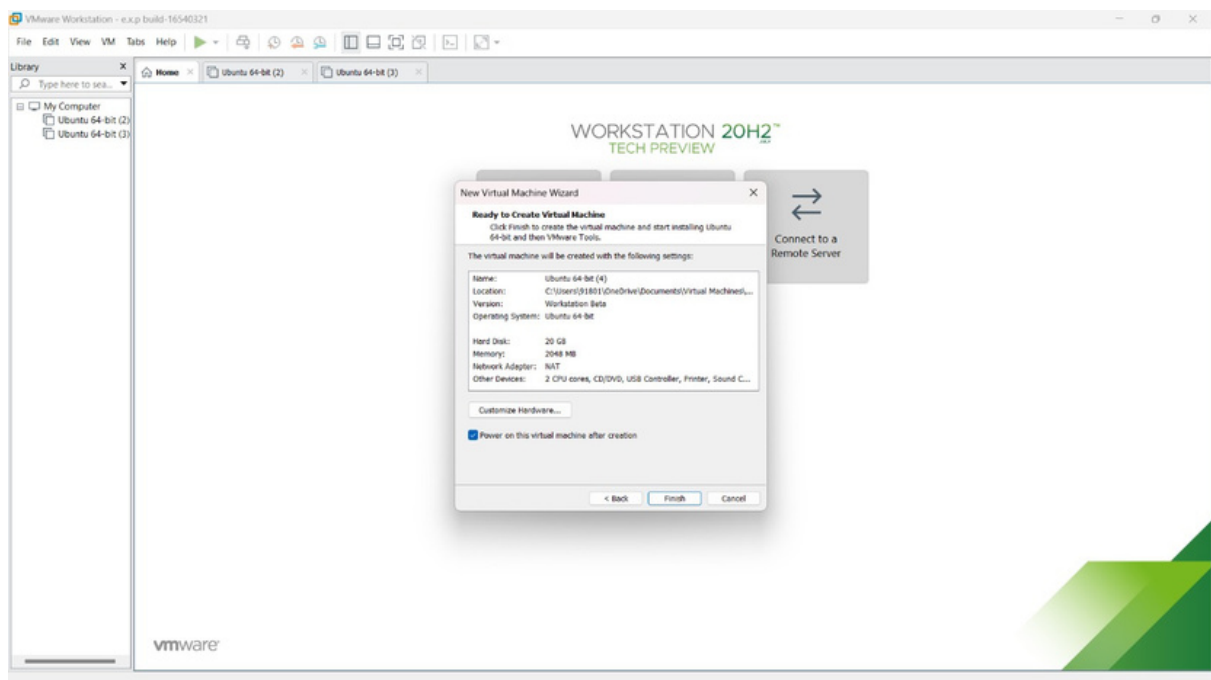 VMware Workstation - e.x.p build-16540321
File Edit View VM Tabs Help
Library X
Type here to sea...
Home
Ubuntu 64-bit (2)
Ubuntu 64-bit (3)
My Computer
Ubuntu 64-bit (2)
Ubuntu 64-bit (3)
WORKSTATION 20H2™
TECH PREVIEW
Connect to a
Remote Server
New Virtual Machine Wizard
Ready to Create Virtual Machine
Click Finish to create the virtual machine and start installing Ubuntu
64-bit and then VMware Tools.
The virtual machine will be created with the following settings:
Name: Ubuntu 64-bit (4)
Location: C:\Users\91801\OneDrive\Documents\Virtual Machines\,...
Version: Workstation Beta
Operating System: Ubuntu 64-bit
Hard Disk: 20 GB
Memory: 2048 MB
Network Adapter: NAT
Other Devices: 2 CPU cores, CD/DVD, USB Controller, Printer, Sound C...
Customize Hardware...
Power on this virtual machine after creation
< Back Finish Cancel
vmware